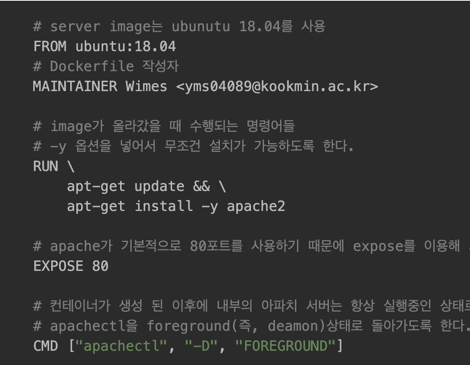 # server image는 ubunutu 18.04를 사용
FROM ubuntu:18.04
# Dockerfile 작성자
MAINTAINER Wimes <yms04089@kookmin.ac.kr>
# image가 올라갔을 때 수행되는 명령어들
# -y 옵션을 넣어서 무조건 설치가 가능하도록 한다.
RUN \
apt-get update && \
apt-get install -y apache2
# apache가 기본적으로 80포트를 사용하기 때문에 expose를 이용해
EXPOSE 80
# 컨테이너가 생성 된 이후에 내부의 아파치 서버는 항상 실행중인 상태로
# apachectl을 foreground(즉, deamon)상태로 돌아가도록 한다.
CMD ["apachectl", "-D", "FOREGROUND"]